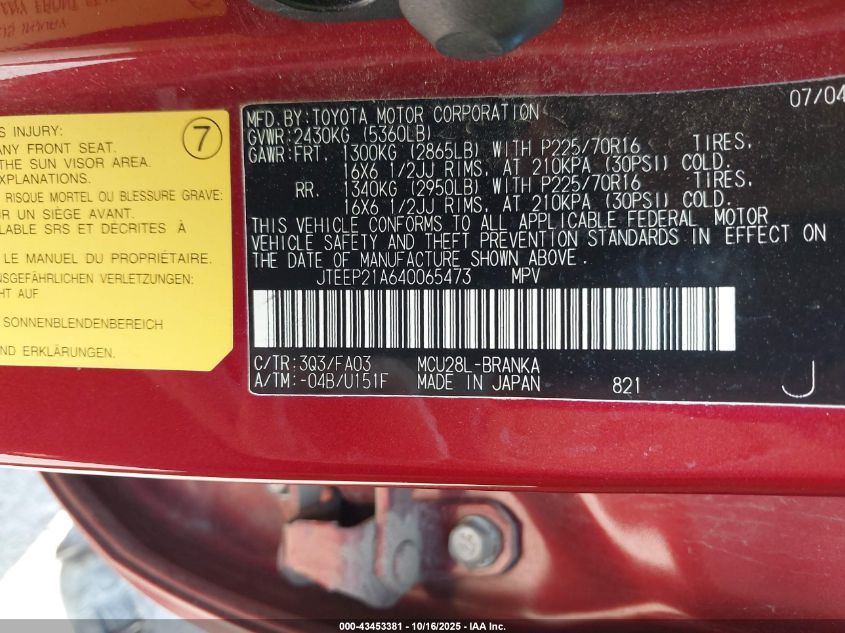 S INJURY:
ANY FRONT SEAT.
THE SUN VISOR AREA.
EXPLANATIONS.
RISQUE MORTEL OU BLESSURE GRAVE:
UR UN SIÈGE AVANT.
LABLE SRS ET DÉCRITES À
LE MANUEL DU PROPRIÉTAIRE.
NSGEFÄHRLICHEN VERLETZUNGEN:
HT AUF
SONNENBLENDENBEREICH
7
07/04
MFD.BY:TOYOTA MOTOR CORPORATION
GVWR:2430KG (5360LB)
GAWR:FRT. 1300KG (2865LB) WITH P225/70R16 TIRES,
16X6 1/2JJ RIMS, AT 210KPA (30PSI) COLD.
RR. 1340KG (2950LB) WITH P225/70R16 TIRES,
16X6 1/2JJ RIMS, AT 210KPA (30PSI) COLD.
THIS VEHICLE CONFORMS TO ALL APPLICABLE FEDERAL MOTOR
VEHICLE SAFETY AND THEFT PREVENTION STANDARDS IN EFFECT ON
THE DATE OF MANUFACTURE SHOWN ABOVE.
JTEEP21A640065473 MPV
C/TR:3Q3/FA03 MCU28L-BRANKA
A/TM:-04B/U151F MADE IN JAPAN 821 J
000-43453381 - 10/16/2025 - IAA Inc.